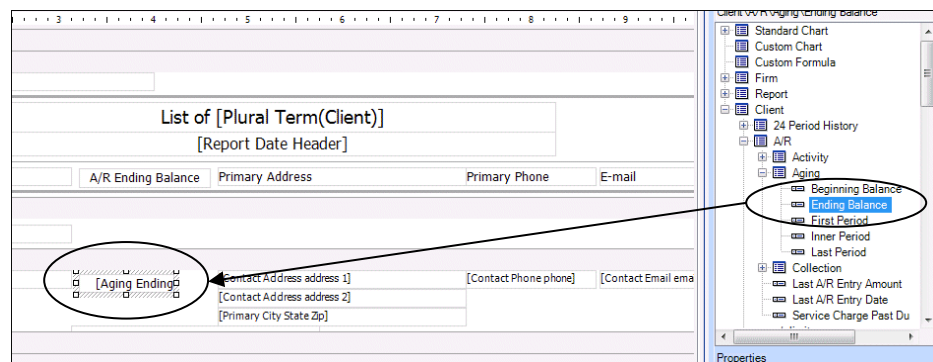 3 4 5 6 7 8 9
List of [Plural Term(Client)]
[Report Date Header]
A/R Ending Balance Primary Address Primary Phone E-mail
[Aging Ending [Contact Address address 1] [Contact Phone phone] [Contact Email ema
[Contact Address address 2]
[Primary City State Zip]
Client \A/R \Aging \Ending Balance
Standard Chart
Custom Chart
Custom Formula
Firm
Report
Client
24 Period History
A/R
Activity
Aging
Beginning Balance
Ending Balance
First Period
Inner Period
Last Period
Collection
Last A/R Entry Amount
Last A/R Entry Date
Service Charge Past Du
Properties